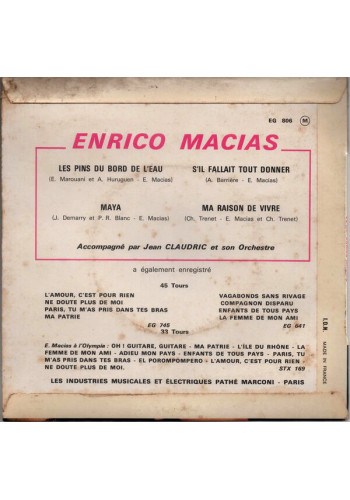 EG 806 M
ENRICO MACIAS
LES PINS DU BORD DE L'EAU
(E. Marouani et A. Huruguen - E. Macias)
S'IL FALLAIT TOUT DONNER
(A. Barrière - E. Macias)
MAYA
(J. Demarry et P. R. Blanc - E. Macias)
MA RAISON DE VIVRE
(Ch. Trenet - E. Macias et Ch. Trenet)
Accompagné par Jean CLAUDRIC et son Orchestre
a également enregistré
45 Tours
L'AMOUR, C'EST POUR RIEN
NE DOUTE PLUS DE MOI
PARIS, TU M'AS PRIS DANS TES BRAS
MA PATRIE
EG 745
VAGABONDS SANS RIVAGE
COMPAGNON DISPARU
ENFANTS DE TOUS PAYS
LA FEMME DE MON AMI
EG 641
33 Tours
E. Macias à l'Olympia : OH ! GUITARE, GUITARE - MA PATRIE - L'ÎLE DU RHÔNE - LA
FEMME DE MON AMI - ADIEU MON PAYS - ENFANTS DE TOUS PAYS - PARIS, TU
M'AS PRIS DANS TES BRAS - EL POROMPOMPERO - L'AMOUR, C'EST POUR RIEN -
NE DOUTE PLUS DE MOI.
STX 169
LES INDUSTRIES MUSICALES ET ÉLECTRIQUES PATHÉ MARCONI - PARIS
I.D.N. MADE IN FRANCE